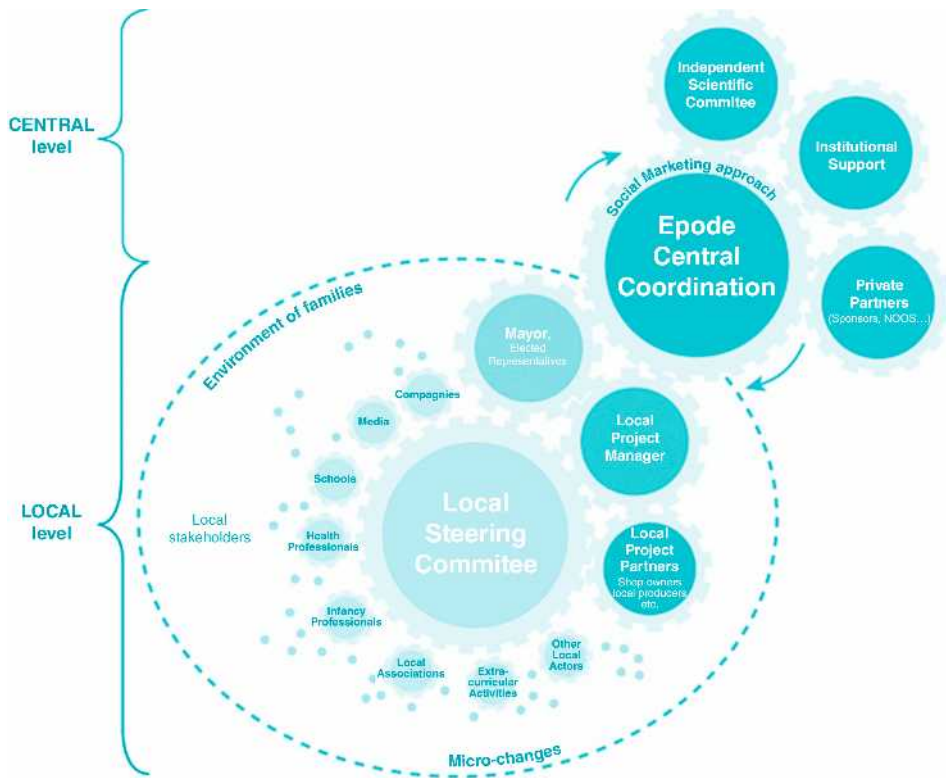 CENTRAL
level
Independent
Scientific
Commitee
Institutional
Support
Social Marketing approach
Epode
Central
Coordination
Private
Partners
(Sponsors, NOOS...)
Environment of families
Mayor,
Elected
Representatives
Compagnies
Media
Local
Project
Manager
Schools
LOCAL
level
Local
stakeholders
Health
Professionals
Local
Steering
Commitee
Local
Project
Partners
Shop owners,
local producers,
etc.
Infancy
Professionals
Local
Associations
Extra-
curricular
Activities
Other
Local
Actors
Micro-changes